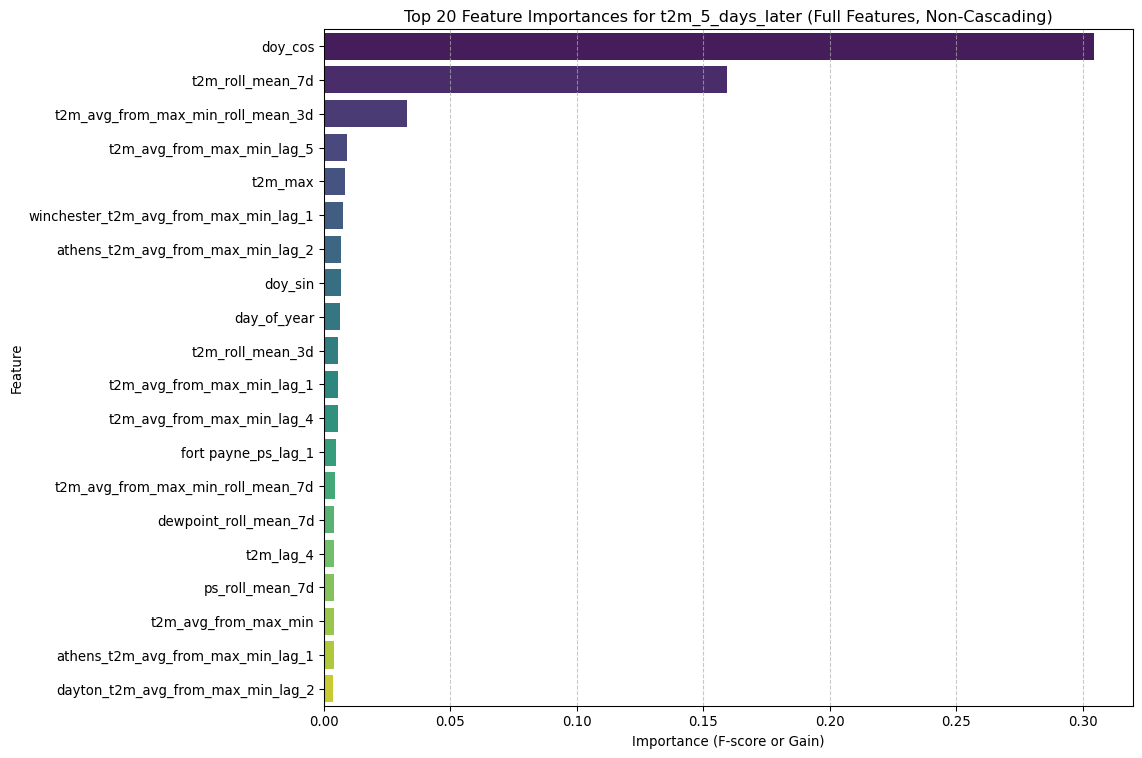 Top 20 Feature Importances for t2m_5_days_later (Full Features, Non-Cascading)
Feature
doy_cos
t2m_roll_mean_7d
t2m_avg_from_max_min_roll_mean_3d
t2m_avg_from_max_min_lag_5
t2m_max
winchester_t2m_avg_from_max_min_lag_1
athens_t2m_avg_from_max_min_lag_2
doy_sin
day_of_year
t2m_roll_mean_3d
t2m_avg_from_max_min_lag_1
t2m_avg_from_max_min_lag_4
fort payne_ps_lag_1
t2m_avg_from_max_min_roll_mean_7d
dewpoint_roll_mean_7d
t2m_lag_4
ps_roll_mean_7d
t2m_avg_from_max_min
athens_t2m_avg_from_max_min_lag_1
dayton_t2m_avg_from_max_min_lag_2
0.00 0.05 0.10 0.15 0.20 0.25 0.30
Importance (F-score or Gain)